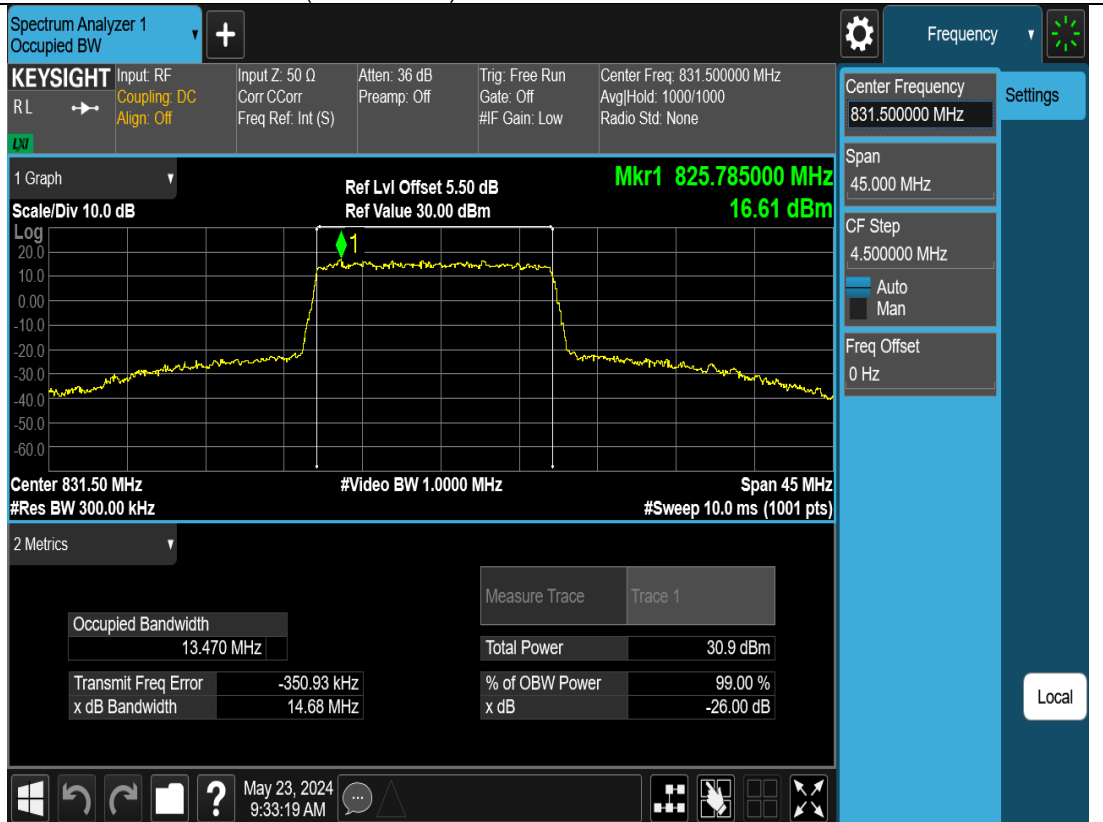 Spectrum Analyzer 1
Occupied BW
+
Frequency
KEYSIGHT
R L
LXI
Input: RF
Coupling: DC
Align: Off
Input Z: 50 Ω
Corr CCorr
Freq Ref: Int (S)
Atten: 36 dB
Preamp: Off
Trig: Free Run
Gate: Off
#IF Gain: Low
Center Freq: 831.500000 MHz
Avg|Hold: 1000/1000
Radio Std: None
Center Frequency
831.500000 MHz
Settings
Span
45.000 MHz
CF Step
4.500000 MHz
Auto
Man
Freq Offset
0 Hz
Local
1 Graph
Scale/Div 10.0 dB
Ref Lvl Offset 5.50 dB
Ref Value 30.00 dBm
Mkr1 825.785000 MHz
16.61 dBm
Log
1
20.0
10.0
0.00
-10.0
-20.0
-30.0
-40.0
-50.0
-60.0
Center 831.50 MHz
#Video BW 1.0000 MHz
Span 45 MHz
#Res BW 300.00 kHz
#Sweep 10.0 ms (1001 pts)
2 Metrics
Measure Trace
Trace 1
Occupied Bandwidth
13.470 MHz
Total Power
30.9 dBm
Transmit Freq Error
-350.93 kHz
% of OBW Power
99.00 %
x dB Bandwidth
14.68 MHz
x dB
-26.00 dB
?
May 23, 2024
9:33:19 AM